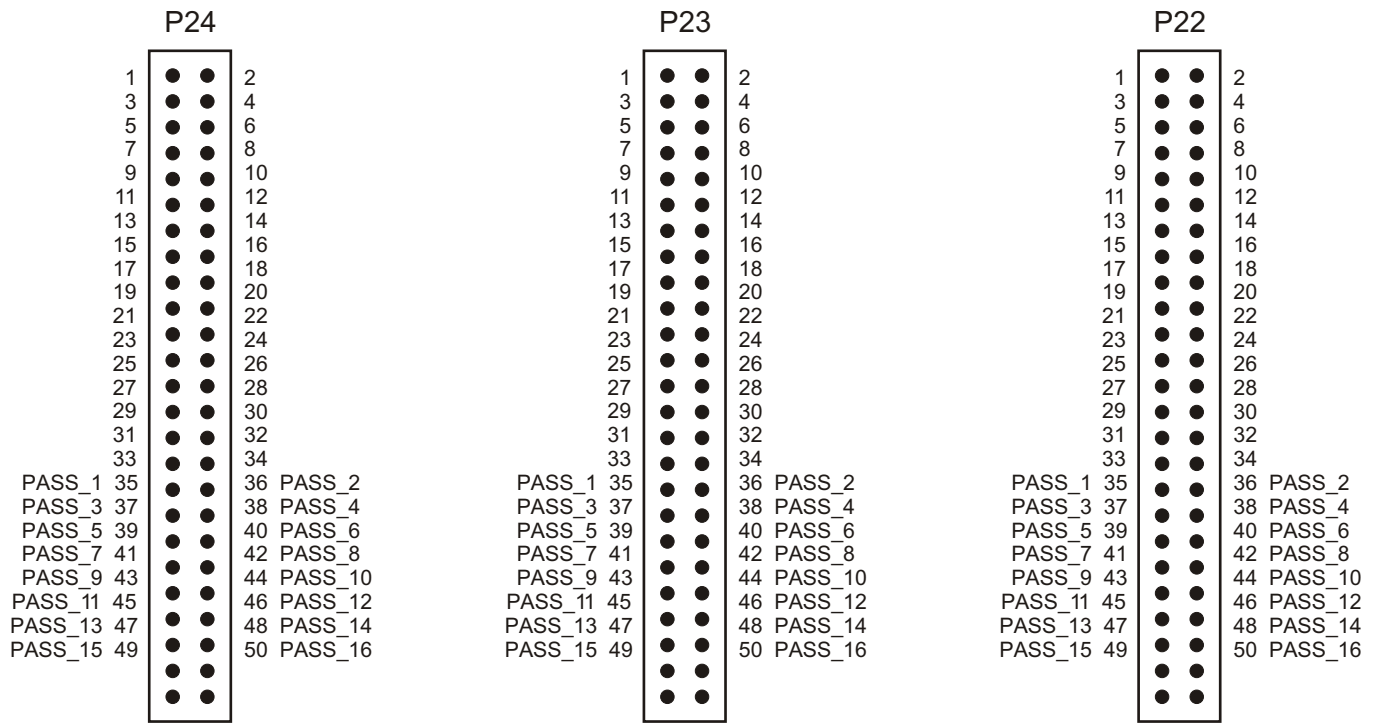 P24 P23 P22
1 2 1 2 1 2
3 4 3 4 3 4
5 6 5 6 5 6
7 8 7 8 7 8
9 10 9 10 9 10
11 12 11 12 11 12
13 14 13 14 13 14
15 16 15 16 15 16
17 18 17 18 17 18
19 20 19 20 19 20
21 22 21 22 21 22
23 24 23 24 23 24
25 26 25 26 25 26
27 28 27 28 27 28
29 30 29 30 29 30
31 32 31 32 31 32
33 34 33 34 33 34
PASS_1 35 36 PASS_2 PASS_1 35 36 PASS_2 PASS_1 35 36 PASS_2
PASS_3 37 38 PASS_4 PASS_3 37 38 PASS_4 PASS_3 37 38 PASS_4
PASS_5 39 40 PASS_6 PASS_5 39 40 PASS_6 PASS_5 39 40 PASS_6
PASS_7 41 42 PASS_8 PASS_7 41 42 PASS_8 PASS_7 41 42 PASS_8
PASS_9 43 44 PASS_10 PASS_9 43 44 PASS_10 PASS_9 43 44 PASS_10
PASS_11 45 46 PASS_12 PASS_11 45 46 PASS_12 PASS_11 45 46 PASS_12
PASS_13 47 48 PASS_14 PASS_13 47 48 PASS_14 PASS_13 47 48 PASS_14
PASS_15 49 50 PASS_16 PASS_15 49 50 PASS_16 PASS_15 49 50 PASS_16